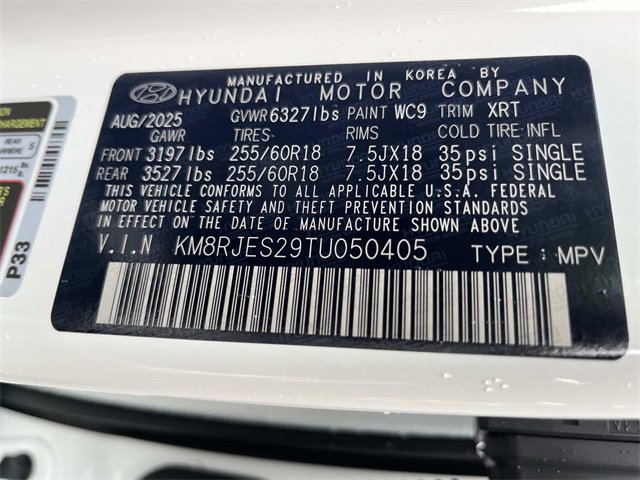 MANUFACTURED IN KOREA BY
HYUNDAI MOTOR COMPANY
AUG/2025 GVWR 6327lbs PAINT WC9 TRIM XRT
GAWR TIRES RIMS COLD TIRE INFL
FRONT 3197lbs 255/60R18 7.5JX18 35psi SINGLE
REAR 3527lbs 255/60R18 7.5JX18 35psi SINGLE
THIS VEHICLE CONFORMS TO ALL APPLICABLE U.S.A. FEDERAL
MOTOR VEHICLE SAFETY AND THEFT PREVENTION STANDARDS
IN EFFECT ON THE DATE OF MANUFACTURE SHOWN ABOVE
V.I.N KM8RJES29TU050405 TYPE: MPV
REAR 5
P33